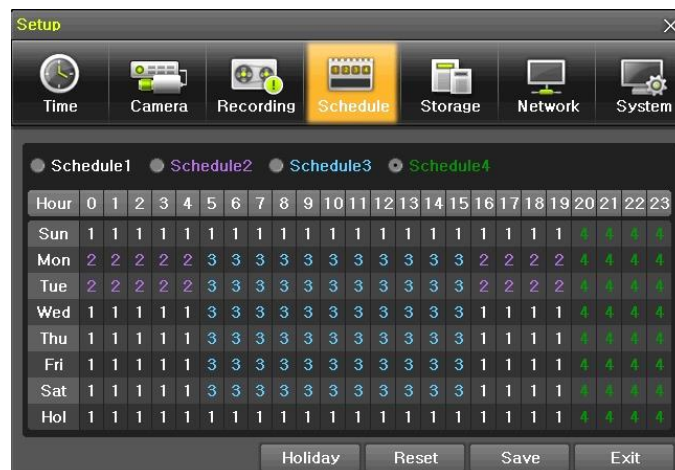 Setup
Time Camera Recording Schedule Storage Network System
Schedule1 Schedule2 Schedule3 Schedule4
Hour 0 1 2 3 4 5 6 7 8 9 10 11 12 13 14 15 16 17 18 19 20 21 22 23
Sun 1 1 1 1 1 1 1 1 1 1 1 1 1 1 1 1 1 1 1 1 4 4 4 4
Mon 2 2 2 2 2 3 3 3 3 3 3 3 3 3 3 3 2 2 2 2 4 4 4 4
Tue 2 2 2 2 2 3 3 3 3 3 3 3 3 3 3 3 2 2 2 2 4 4 4 4
Wed 1 1 1 1 1 3 3 3 3 3 3 3 3 3 3 3 1 1 1 1 4 4 4 4
Thu 1 1 1 1 1 3 3 3 3 3 3 3 3 3 3 3 1 1 1 1 4 4 4 4
Fri 1 1 1 1 1 3 3 3 3 3 3 3 3 3 3 3 1 1 1 1 4 4 4 4
Sat 1 1 1 1 1 3 3 3 3 3 3 3 3 3 3 3 1 1 1 1 4 4 4 4
Hol 1 1 1 1 1 1 1 1 1 1 1 1 1 1 1 1 1 1 1 1 4 4 4 4
Holiday Reset Save Exit